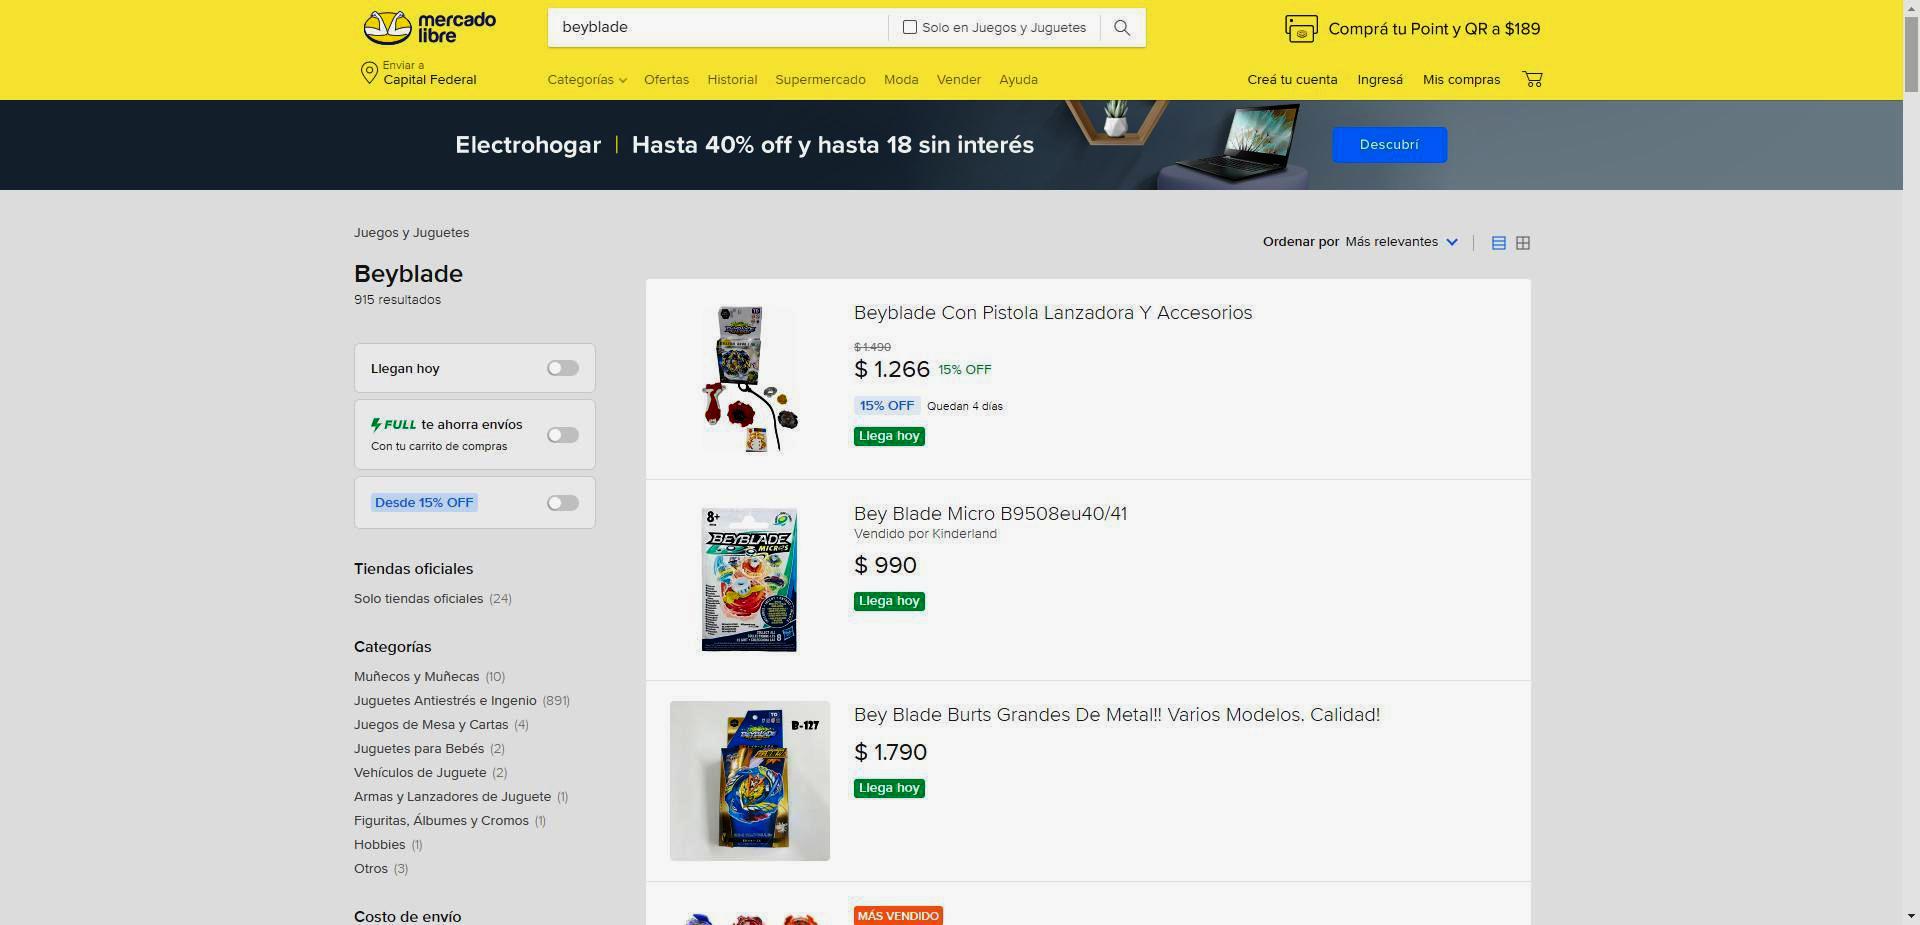 mercado
libre
beyblade
Solo en Juegos y Juguetes
Comprá tu Point y QR a $189
Enviar a
Capital Federal
Categorías Ofertas Historial Supermercado Moda Vender Ayuda
Creá tu cuenta Ingresá Mis compras
Electrohogar | Hasta 40% off y hasta 18 sin interés
Descubrí
Juegos y Juguetes
Beyblade
915 resultados
Ordenar por Más relevantes
Llegan hoy
FULL te ahorra envíos
Con tu carrito de compras
Desde 15% OFF
Tiendas oficiales
Solo tiendas oficiales (24)
Categorías
Muñecos y Muñecas (10)
Juguetes Antiestrés e Ingenio (891)
Juegos de Mesa y Cartas (4)
Juguetes para Bebés (2)
Vehículos de Juguete (2)
Armas y Lanzadores de Juguete (1)
Figuritas, Álbumes y Cromos (1)
Hobbies (1)
Otros (3)
Costo de envío
Beyblade Con Pistola Lanzadora Y Accesorios
$ 1.490
$ 1.266 15% OFF
15% OFF Quedan 4 días
Llega hoy
8+
BEYBLADE
MICROS
Bey Blade Micro B9508eu40/41
Vendido por Kinderland
$ 990
Llega hoy
B-127
BEYBLADE
Bey Blade Burts Grandes De Metal!! Varios Modelos. Calidad!
$ 1.790
Llega hoy
MÁS VENDIDO